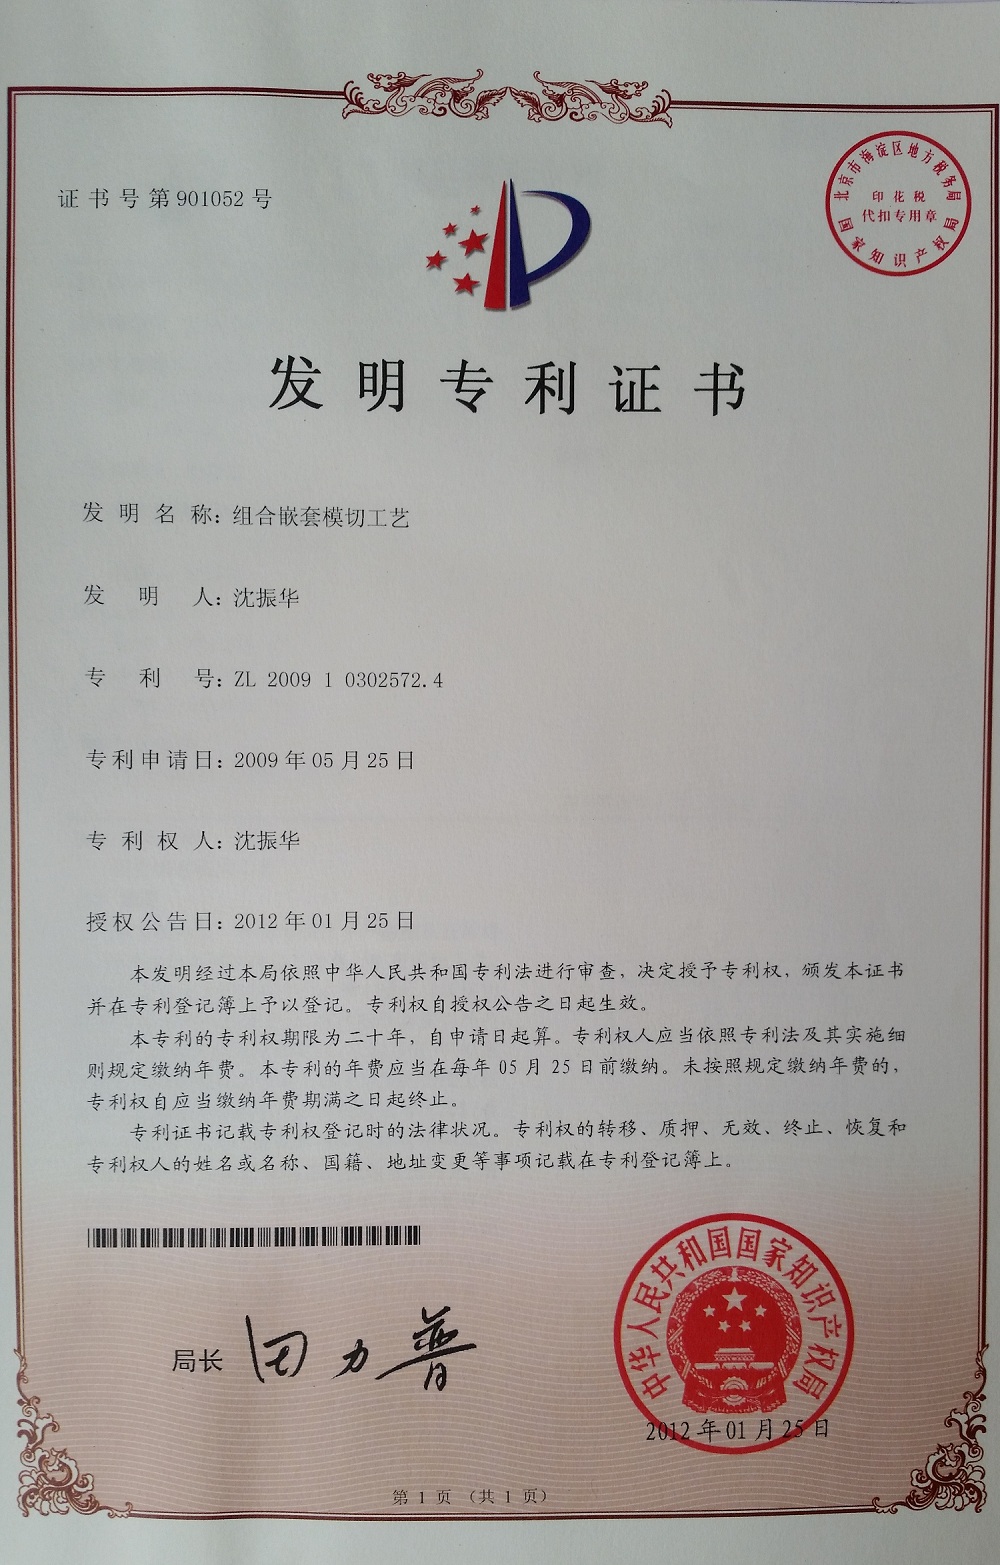 证书号第901052号
北京市海淀区地方税务局
印花税
代扣专用章
国家知识产权局
发明专利证书
发明名称：组合嵌套模切工艺
发明人：沈振华
专利号：ZL 2009 1 0302572.4
专利申请日：2009年05月25日
专利权人：沈振华
授权公告日：2012年01月25日
本发明经过本局依照中华人民共和国专利法进行审查，决定授予专利权，颁发本证书
并在专利登记簿上予以登记。专利权自授权公告之日起生效。
本专利的专利权期限为二十年，自申请日起算。专利权人应当依照专利法及其实施细
则规定缴纳年费。本专利的年费应当在每年05月25日前缴纳。未按照规定缴纳年费的，
专利权自应当缴纳年费期满之日起终止。
专利证书记载专利权登记时的法律状况。专利权的转移、质押、无效、终止、恢复和
专利权人的姓名或名称、国籍、地址变更等事项记载在专利登记簿上。
局长 田力普
中华人民共和国国家知识产权局
2012年01月25日
第1页（共1页）